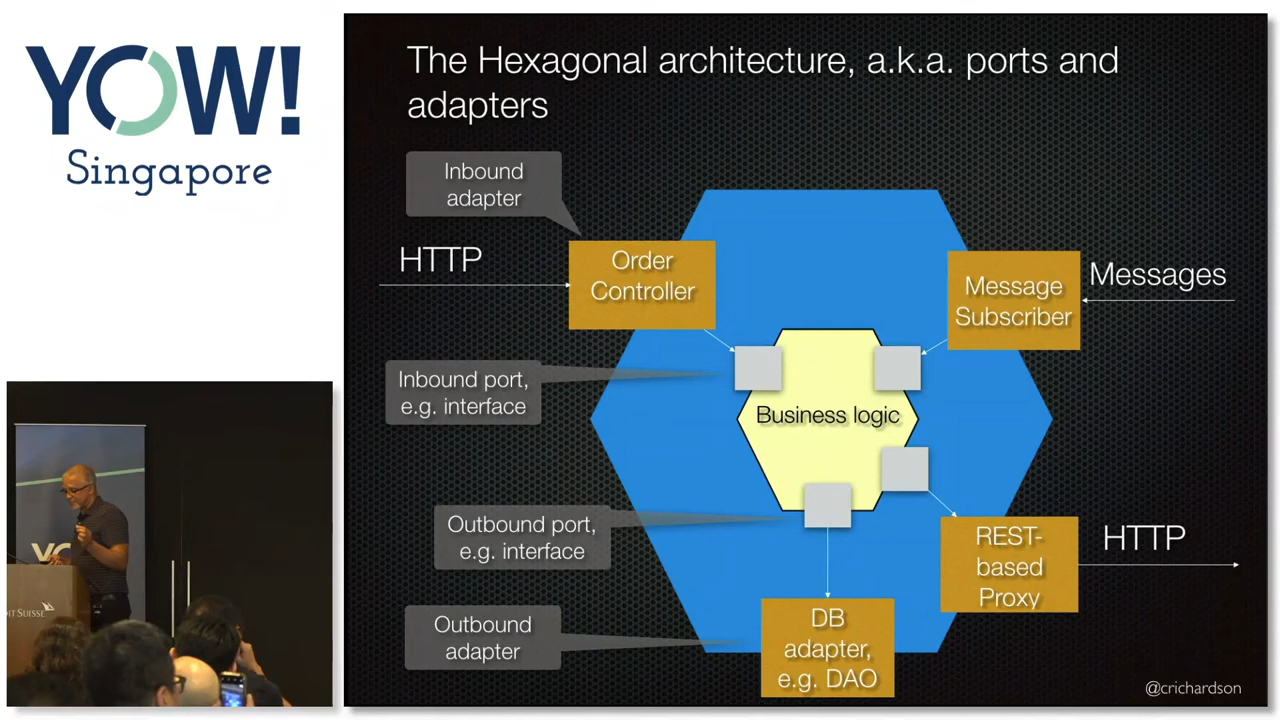 YOW!
Singapore
The Hexagonal architecture, a.k.a. ports and
adapters
Inbound
adapter
HTTP
Order
Controller
Message
Subscriber
Messages
Inbound port,
e.g. interface
Business logic
Outbound port,
e.g. interface
REST-
based
Proxy
HTTP
Outbound
adapter
DB
adapter,
e.g. DAO
@crichardson